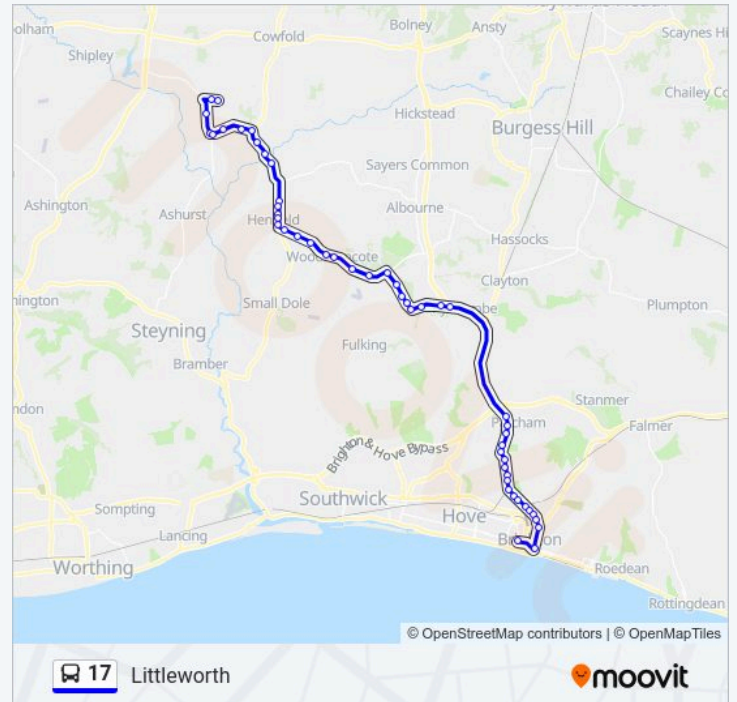 Cowfold
Bolney
Ansty
Shipley
Hickstead
Burgess Hill
Sayers Common
Ashington
Ashurst
Albourne
Hassocks
Clayton
Small Dole
Plumpton
Steyning
Fulking
Bramber
Stanmer
Falmer
Brighton & Hove Bypass
Southwick
Sompting
Hove
Lancing
Worthing
Roedean
Rottingdean
© OpenStreetMap contributors | © OpenMapTiles
17 Littleworth
moovit